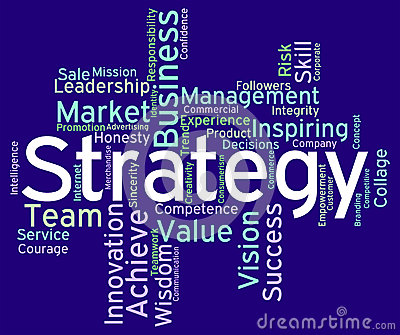 Responsibility
Confidence
Business
Identity
Risk
Skill
Corporate
Sale
Mission
Leadership
Followers
Management
Integrity
Market
Commercial
Experience
Promotion
Advertising
Trends
Product
Inspiring
Concept
Honesty
Decisions
Company
Intelligence
Strategy
Internet
Merchandise
Sincerity
Creativity
Consumerism
Commerce
Empowerment
Customer
Branding
Competitive
Collage
Team
Competence
Service
Value
Courage
Innovation
Achieve
Teamwork
Wisdom
Communication
Vision
Success
dreamstime.com